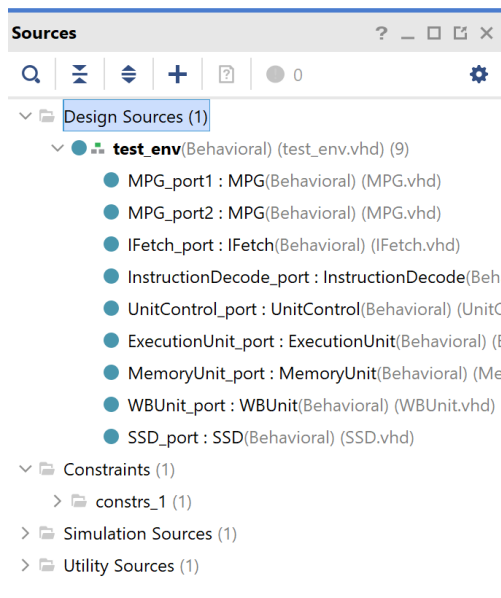 Sources
0
Design Sources (1)
test_env(Behavioral) (test_env.vhd) (9)
MPG_port1 : MPG(Behavioral) (MPG.vhd)
MPG_port2 : MPG(Behavioral) (MPG.vhd)
IFetch_port : IFetch(Behavioral) (IFetch.vhd)
InstructionDecode_port : InstructionDecode(Beh
UnitControl_port : UnitControl(Behavioral) (UnitC
ExecutionUnit_port : ExecutionUnit(Behavioral) (E
MemoryUnit_port : MemoryUnit(Behavioral) (Me
WBUnit_port : WBUnit(Behavioral) (WBUnit.vhd)
SSD_port : SSD(Behavioral) (SSD.vhd)
Constraints (1)
constrs_1 (1)
Simulation Sources (1)
Utility Sources (1)